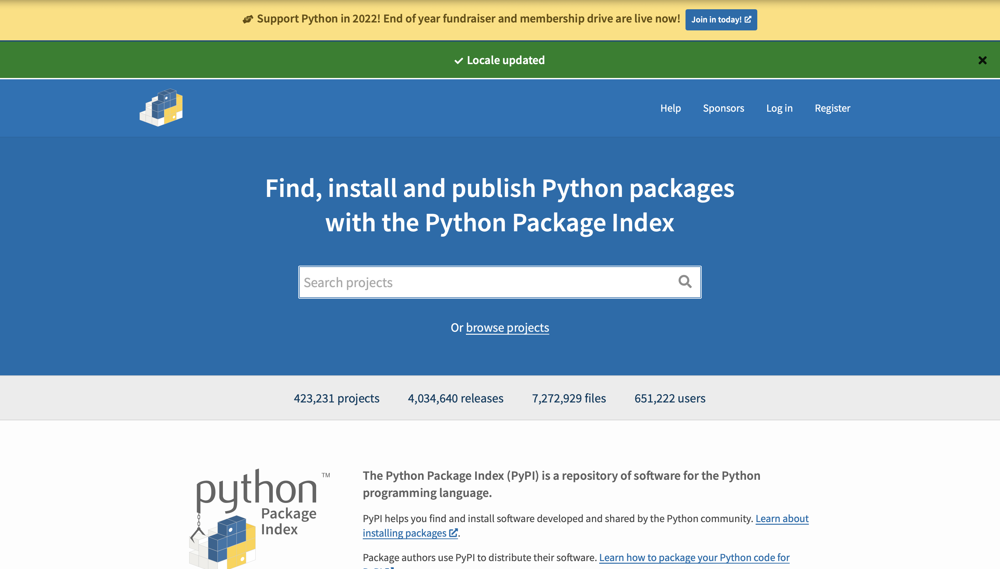 Support Python in 2022! End of year fundraiser and membership drive are live now! Join in today!
Locale updated
Help Sponsors Log in Register
Find, install and publish Python packages
with the Python Package Index
Search projects
Or browse projects
423,231 projects 4,034,640 releases 7,272,929 files 651,222 users
python™
Package
Index
The Python Package Index (PyPI) is a repository of software for the Python
programming language.
PyPI helps you find and install software developed and shared by the Python community. Learn about
installing packages.
Package authors use PyPI to distribute their software. Learn how to package your Python code for